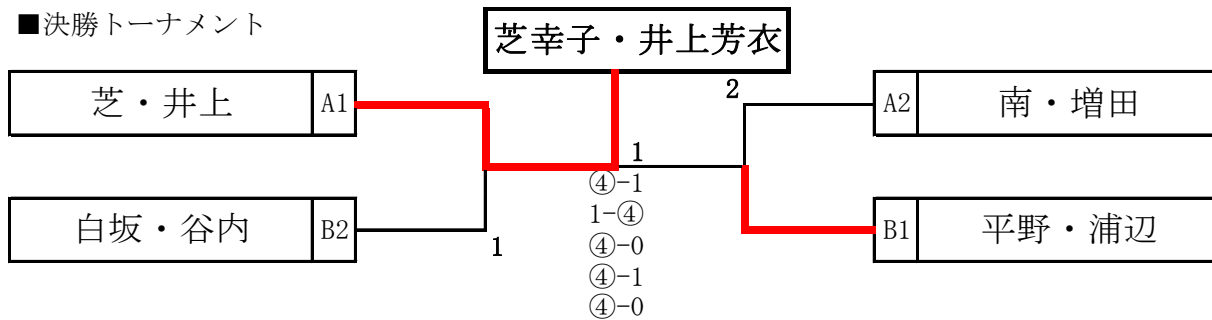 ■決勝トーナメント
芝幸子・井上芳衣
芝・井上 A1
2
A2 南・増田
1
④-1
1-④
④-0
④-1
④-0
白坂・谷内 B2
1
B1 平野・浦辺